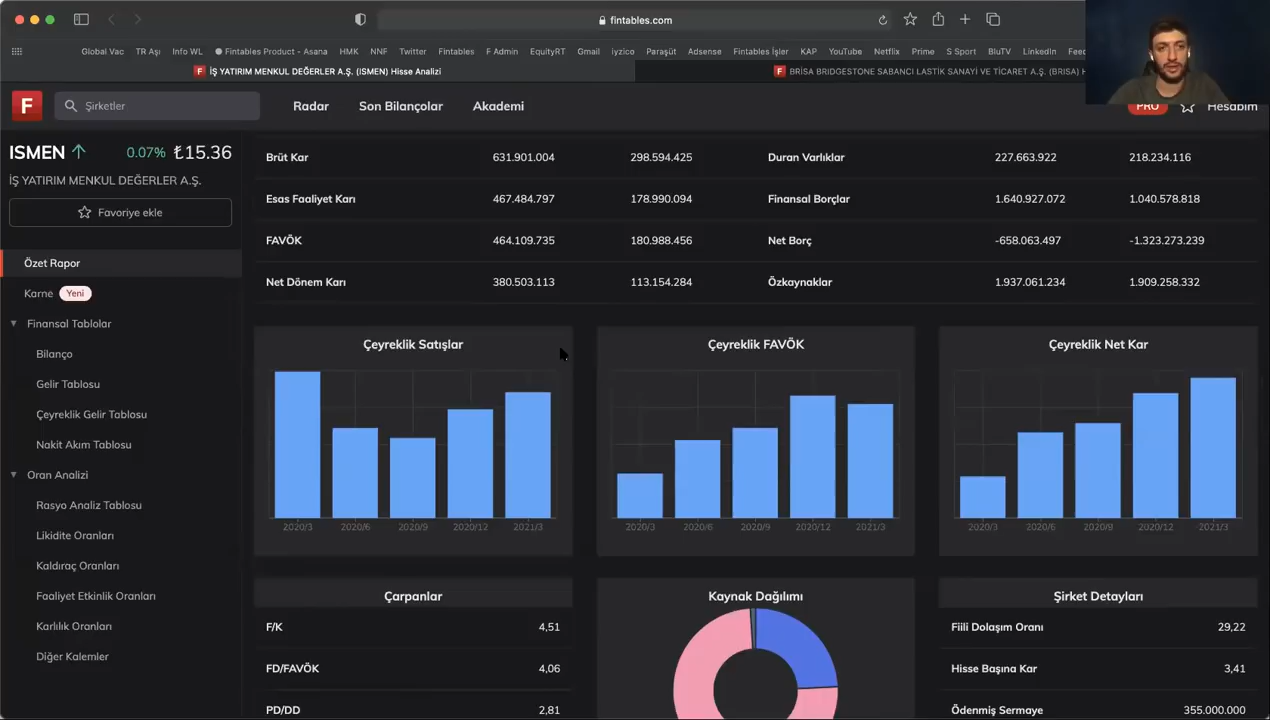 fintables.com
Global Vac TR Aşı Info WL Fintables Product - Asana HMK NNF Twitter Fintables F Admin EquityRT Gmail iyzico Paraşüt Adsense Fintables İşler KAP YouTube Netflix Prime S Sport BluTV LinkedIn
F İŞ YATIRIM MENKUL DEĞERLER A.Ş. (ISMEN) Hisse Analizi
F BRİSA BRIDGESTONE SABANCI LASTİK SANAYİ VE TİCARET A.Ş. (BRISA) H
F Şirketler Radar Son Bilançolar Akademi PRO Hesabım
ISMEN 0.07% ₺15.36
İŞ YATIRIM MENKUL DEĞERLER A.Ş.
Favoriye ekle
Özet Rapor
Karne Yeni
Finansal Tablolar
Bilanço
Gelir Tablosu
Çeyreklik Gelir Tablosu
Nakit Akım Tablosu
Oran Analizi
Rasyo Analiz Tablosu
Likidite Oranları
Kaldıraç Oranları
Faaliyet Etkinlik Oranları
Karlılık Oranları
Diğer Kalemler
Brüt Kar 631.901.004 298.594.425 Duran Varlıklar 227.663.922 218.234.116
Esas Faaliyet Karı 467.484.797 178.990.094 Finansal Borçlar 1.640.927.072 1.040.578.818
FAVÖK 464.109.735 180.988.456 Net Borç -658.063.497 -1.323.273.239
Net Dönem Karı 380.503.113 113.154.284 Özkaynaklar 1.937.061.234 1.909.258.332
Çeyreklik Satışlar
2020/3 2020/6 2020/9 2020/12 2021/3
Çeyreklik FAVÖK
2020/3 2020/6 2020/9 2020/12 2021/3
Çeyreklik Net Kar
2020/3 2020/6 2020/9 2020/12 2021/3
Çarpanlar
F/K 4,51
FD/FAVÖK 4,06
PD/DD 2,81
Kaynak Dağılımı
Şirket Detayları
Fiili Dolaşım Oranı 29,22
Hisse Başına Kar 3,41
Ödenmiş Sermaye 355.000.000